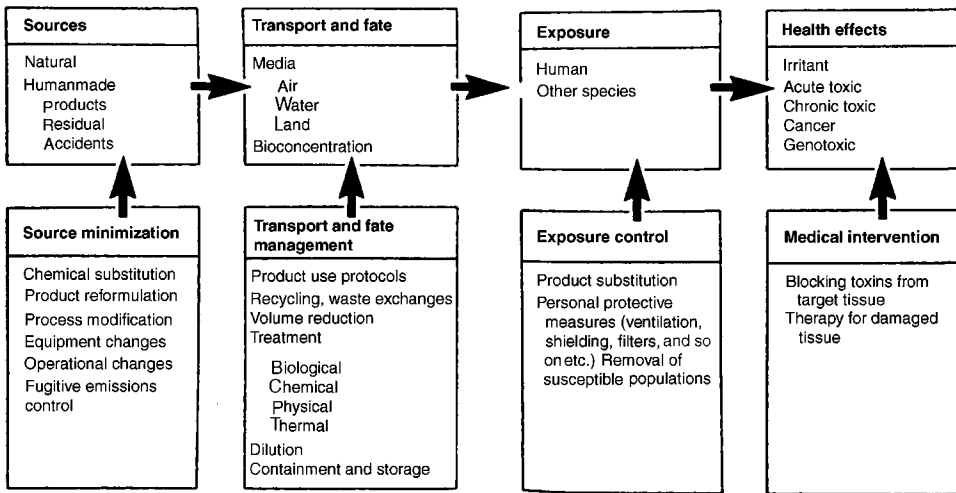 Sources
Natural
Humanmade
products
Residual
Accidents
Transport and fate
Media
Air
Water
Land
Bioconcentration
Exposure
Human
Other species
Health effects
Irritant
Acute toxic
Chronic toxic
Cancer
Genotoxic
Source minimization
Chemical substitution
Product reformulation
Process modification
Equipment changes
Operational changes
Fugitive emissions
control
Transport and fate
management
Product use protocols
Recycling, waste exchanges
Volume reduction
Treatment
Biological
Chemical
Physical
Thermal
Dilution
Containment and storage
Exposure control
Product substitution
Personal protective
measures (ventilation,
shielding, filters, and so
on etc.) Removal of
susceptible populations
Medical intervention
Blocking toxins from
target tissue
Therapy for damaged
tissue